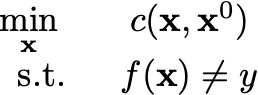 min c(𝐱, 𝐱⁰)
𝐱
s.t. f(𝐱) ≠ y